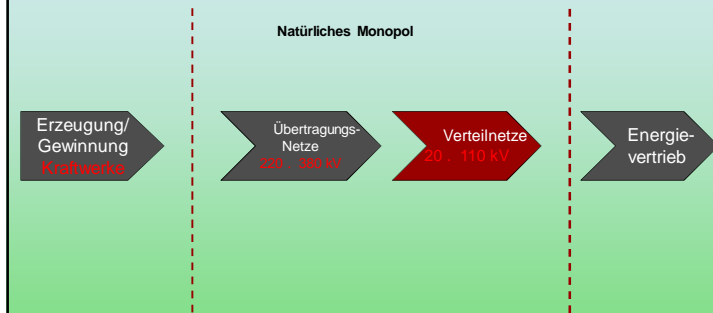 Natürliches Monopol
Erzeugung/
Gewinnung
Kraftwerke
Übertragungs-
Netze
220 . 380 kV
Verteilnetze
20 . 110 kV
Energie-
vertrieb